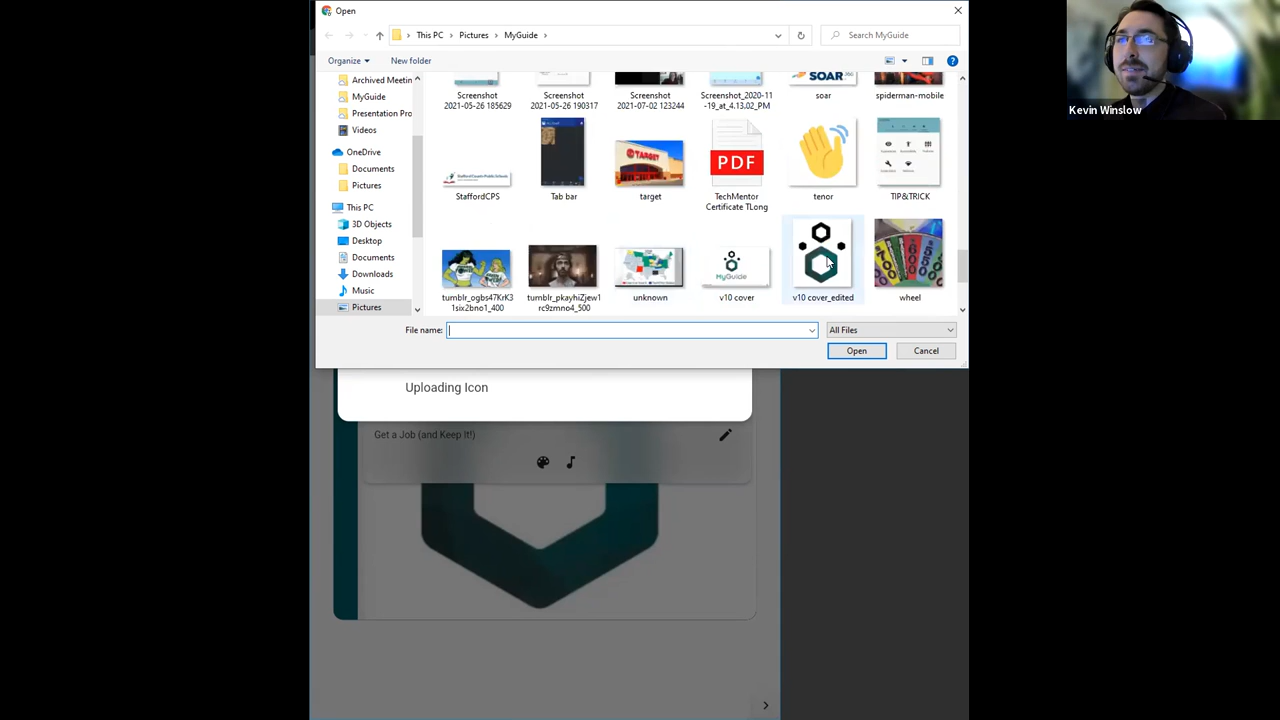 Open
This PC > Pictures > MyGuide >
Search MyGuide
Organize
New folder
Archived Meetin
MyGuide
Presentation Pro
Videos
OneDrive
Documents
Pictures
This PC
3D Objects
Desktop
Documents
Downloads
Music
Pictures
Screenshot
2021-05-26 185629
Screenshot
2021-05-26 190317
Screenshot
2021-07-02 123244
Screenshot_2020-11
-19_at_4.13.02_PM
SOAR
soar
spiderman-mobile
StaffordCPS
Tab bar
TARGET
target
PDF
TechMentor
Certificate TLong
tenor
TIP&TRICK
tumblr_ogbs47KrK3
1six2bno1_400
tumblr_pkayhiZjew1
rc9zmno4_500
unknown
MyGuide
v10 cover
v10 cover_edited
wheel
File name:
All Files
Open
Cancel
Uploading Icon
Get a Job (and Keep It!)
Kevin Winslow